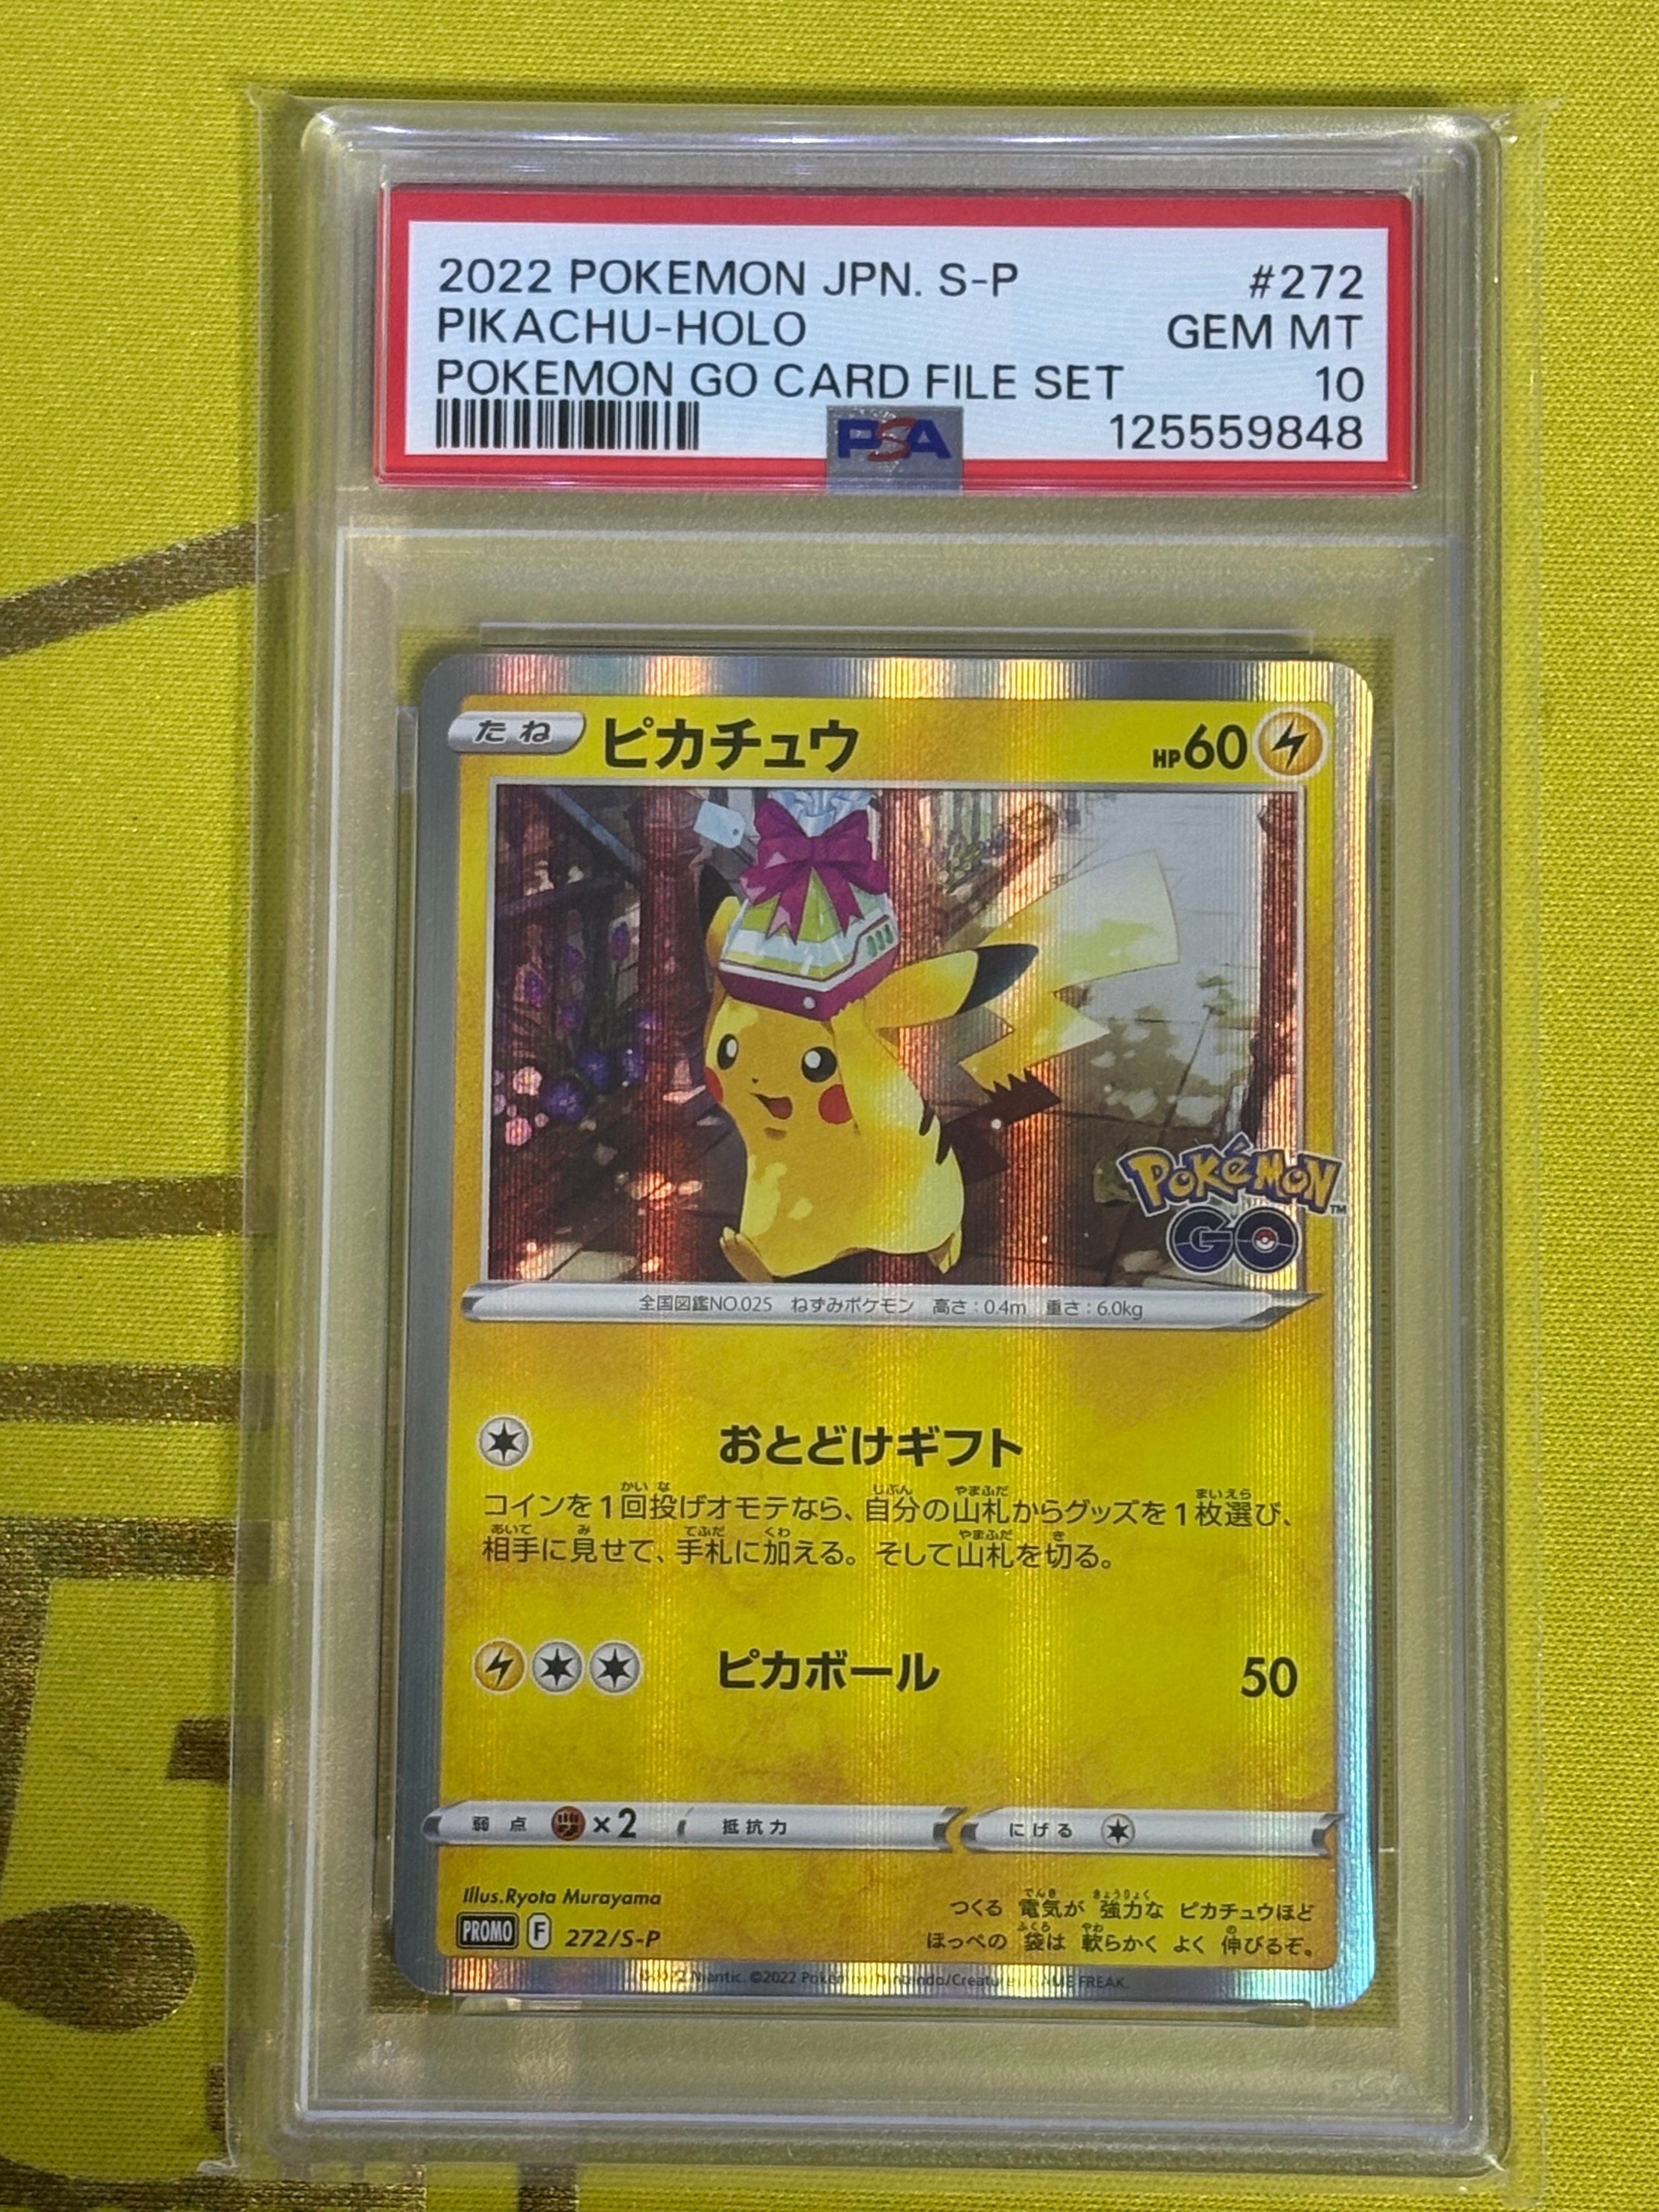 2022 POKEMON JPN. S-P #272
PIKACHU-HOLO GEM MT
POKEMON GO CARD FILE SET 10
PSA 125559848
たね ピカチュウ HP60
POKÉMON™
GO
全国図鑑NO.025 ねずみポケモン 高さ:0.4m 重さ:6.0kg
おとどけギフト
コインを1回投げオモテなら、自分の山札からグッズを1枚選び、
相手に見せて、手札に加える。そして山札を切る。
ピカボール 50
弱点 ×2 抵抗力 にげる
Illus.Ryota Murayama
PROMO F 272/S-P
つくる 電気が 強力な ピカチュウほど
ほっぺの 袋は 軟らかく よく 伸びるぞ。
Niantic. ©2022 Pokémon/Nintendo/Creatures/GAME FREAK.